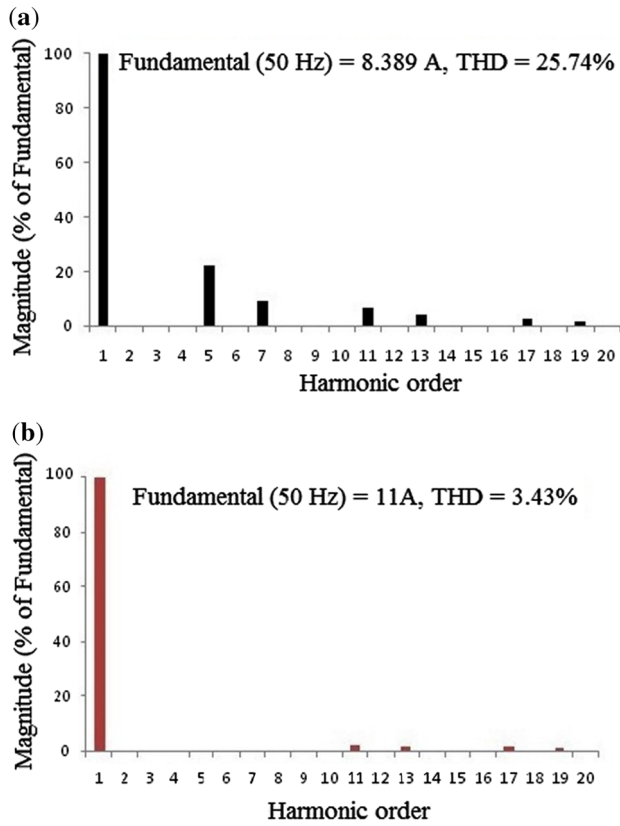 (a)
Fundamental (50 Hz) = 8.389 A, THD = 25.74%
Magnitude (% of Fundamental)
100
80
60
40
20
0
1 2 3 4 5 6 7 8 9 10 11 12 13 14 15 16 17 18 19 20
Harmonic order
(b)
Fundamental (50 Hz) = 11A, THD = 3.43%
Magnitude (% of Fundamental)
100
80
60
40
20
0
1 2 3 4 5 6 7 8 9 10 11 12 13 14 15 16 17 18 19 20
Harmonic order